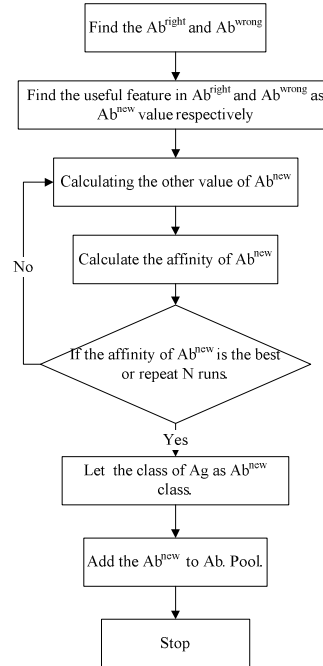 Find the Ab^right and Ab^wrong
Find the useful feature in Ab^right and Ab^wrong as
Ab^new value respectively
Calculating the other value of Ab^new
Calculate the affinity of Ab^new
No
If the affinity of Ab^new is the best
or repeat N runs.
Yes
Let the class of Ag as Ab^new
class.
Add the Ab^new to Ab. Pool.
Stop